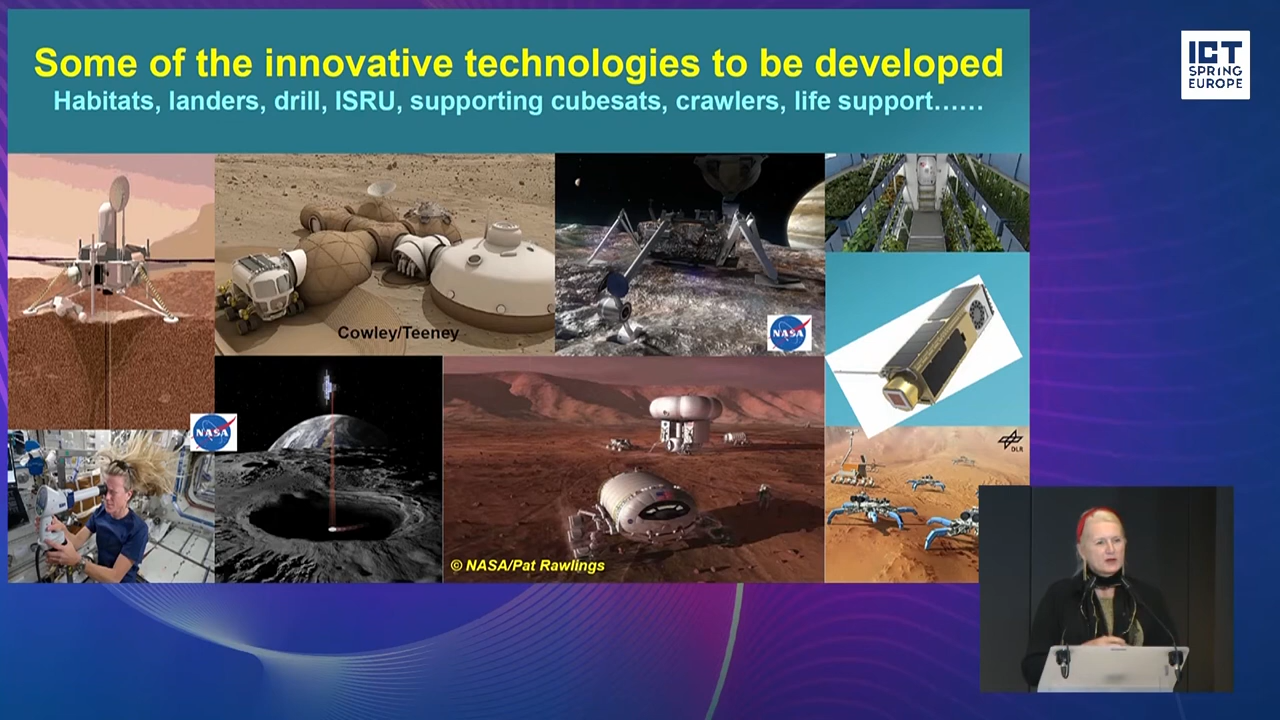 Some of the innovative technologies to be developed
Habitats, landers, drill, ISRU, supporting cubesats, crawlers, life support......
ICT
SPRING
EUROPE
Cowley/Teeney
NASA
NASA
DLR
© NASA/Pat Rawlings